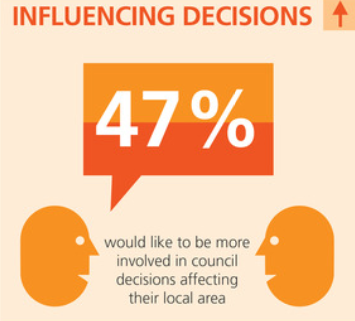 INFLUENCING DECISIONS
47%
would like to be more
involved in council
decisions affecting
their local area